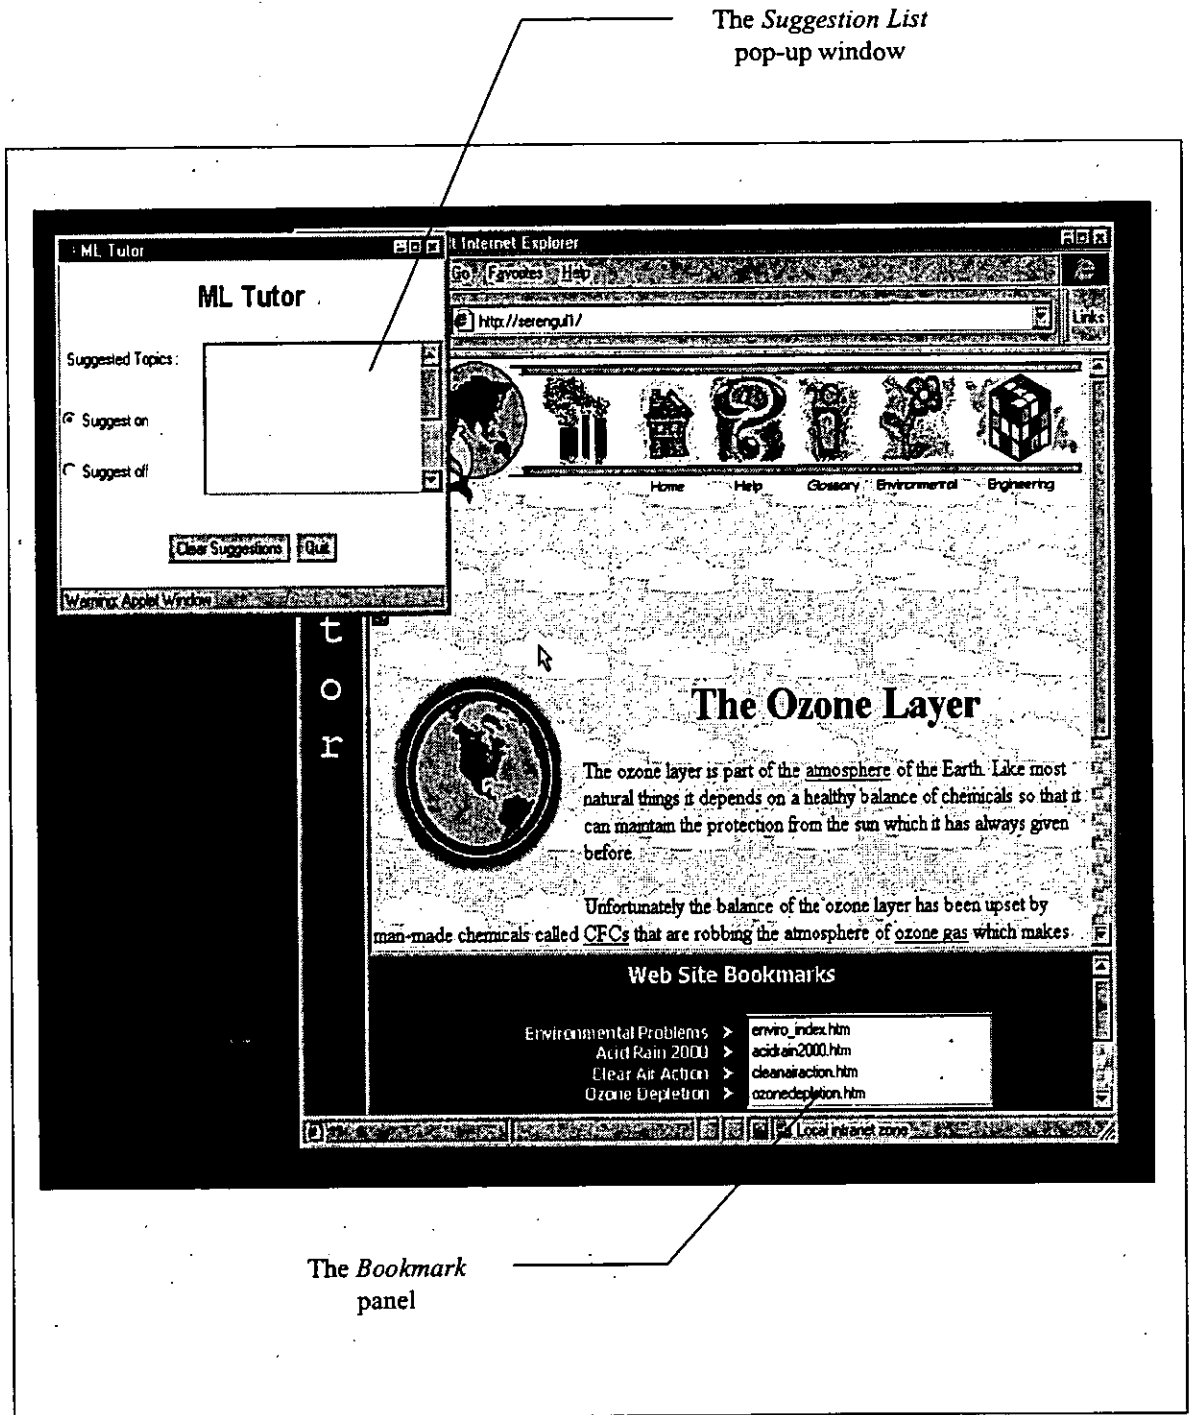 The Suggestion List
pop-up window
ML Tutor
t Internet Explorer
Go Favorites Help
http://serengul1/
Links
ML Tutor
Suggested Topics :
Suggest on
Suggest off
Clear Suggestions Quit
Warning: Applet Window
Home Help Glossary Environmental Engineering
t
o
r
The Ozone Layer
The ozone layer is part of the atmosphere of the Earth. Like most
natural things it depends on a healthy balance of chemicals so that it
can maintain the protection from the sun which it has always given
before.
Unfortunately the balance of the ozone layer has been upset by
man-made chemicals called CFCs that are robbing the atmosphere of ozone gas which makes
Web Site Bookmarks
Environmental Problems > enviro_index.htm
Acid Rain 2000 > acidrain2000.htm
Clear Air Action > cleanairaction.htm
Ozone Depletion > ozonedepletion.htm
Local intranet zone
The Bookmark
panel